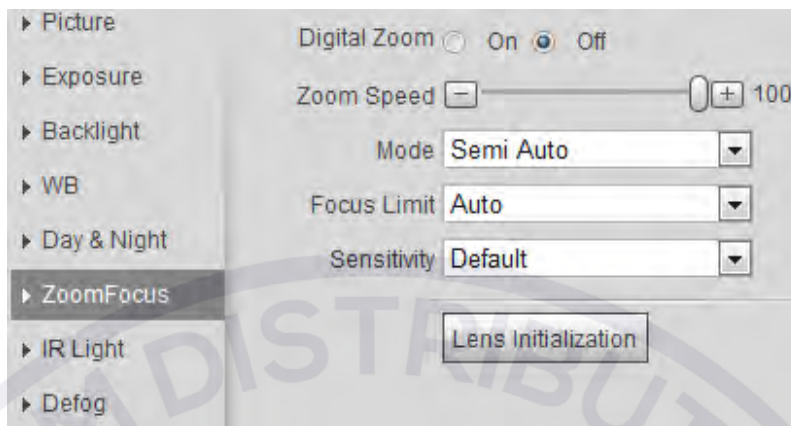 Picture
Exposure
Backlight
WB
Day & Night
ZoomFocus
IR Light
Defog
Digital Zoom On Off
Zoom Speed 100
Mode Semi Auto
Focus Limit Auto
Sensitivity Default
Lens Initialization